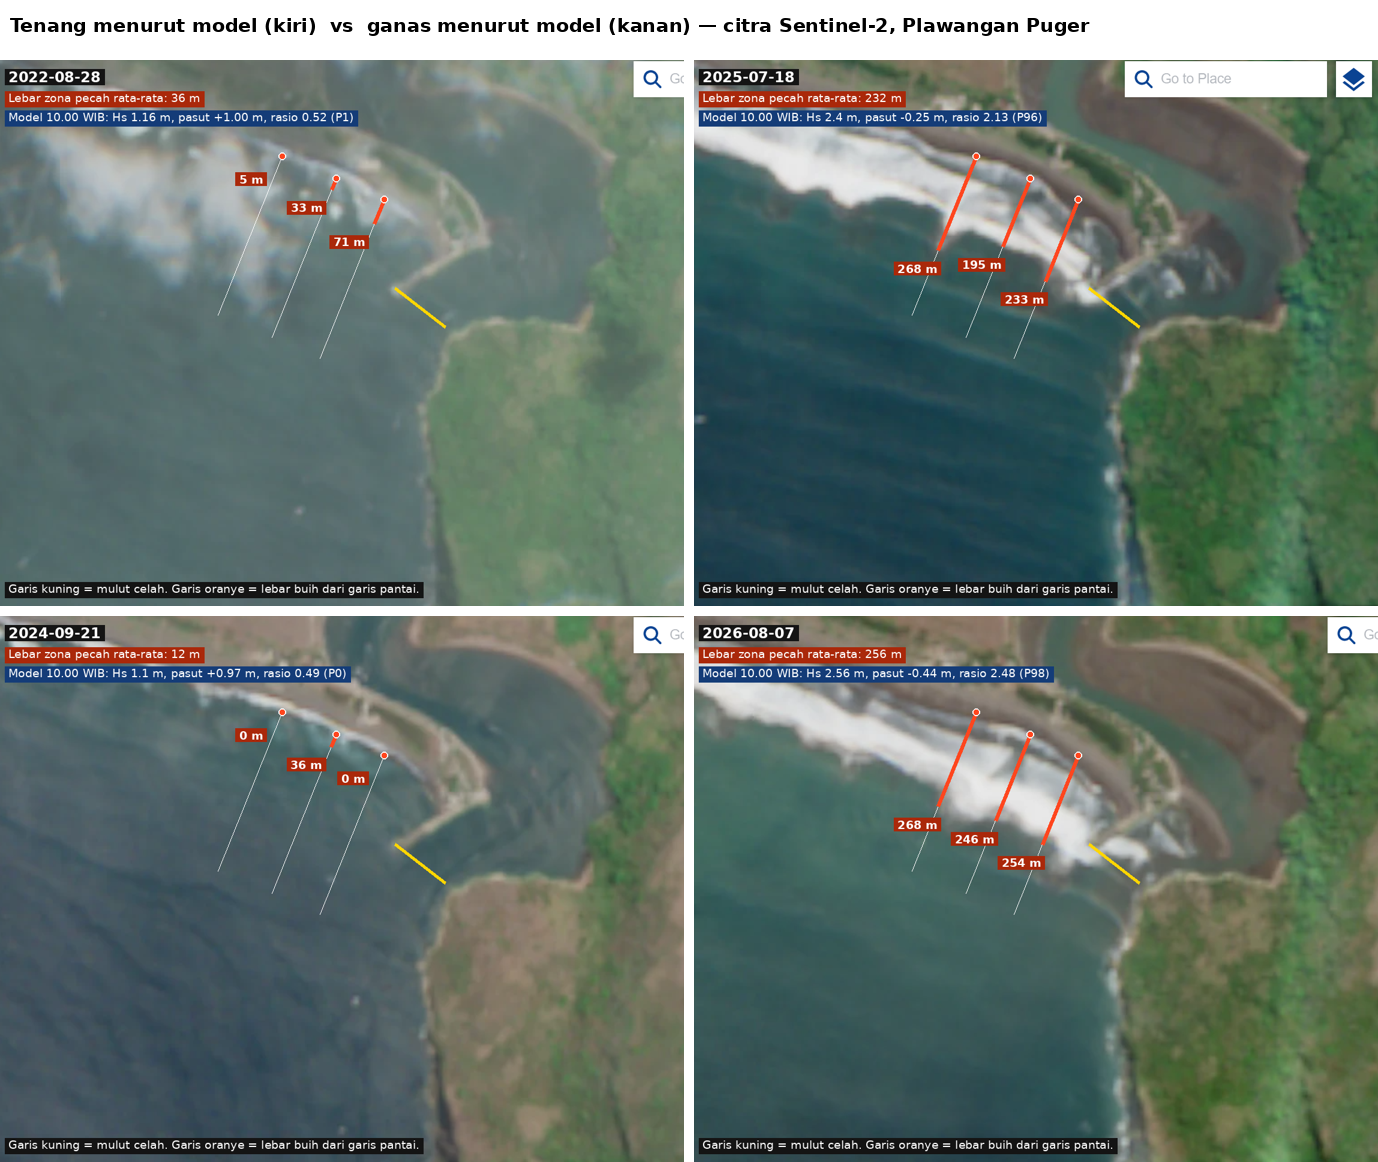 Tenang menurut model (kiri)  vs  ganas menurut model (kanan) — citra Sentinel-2, Plawangan Puger
2022-08-28
Go
Lebar zona pecah rata-rata: 36 m
Model 10.00 WIB: Hs 1.16 m, pasut +1.00 m, rasio 0.52 (P1)
5 m
33 m
71 m
Garis kuning = mulut celah. Garis oranye = lebar buih dari garis pantai.
2025-07-18
Go to Place
Lebar zona pecah rata-rata: 232 m
Model 10.00 WIB: Hs 2.4 m, pasut -0.25 m, rasio 2.13 (P96)
268 m
195 m
233 m
Garis kuning = mulut celah. Garis oranye = lebar buih dari garis pantai.
2024-09-21
Go
Lebar zona pecah rata-rata: 12 m
Model 10.00 WIB: Hs 1.1 m, pasut +0.97 m, rasio 0.49 (P0)
0 m
36 m
0 m
Garis kuning = mulut celah. Garis oranye = lebar buih dari garis pantai.
2026-08-07
Go
Lebar zona pecah rata-rata: 256 m
Model 10.00 WIB: Hs 2.56 m, pasut -0.44 m, rasio 2.48 (P98)
268 m
246 m
254 m
Garis kuning = mulut celah. Garis oranye = lebar buih dari garis pantai.